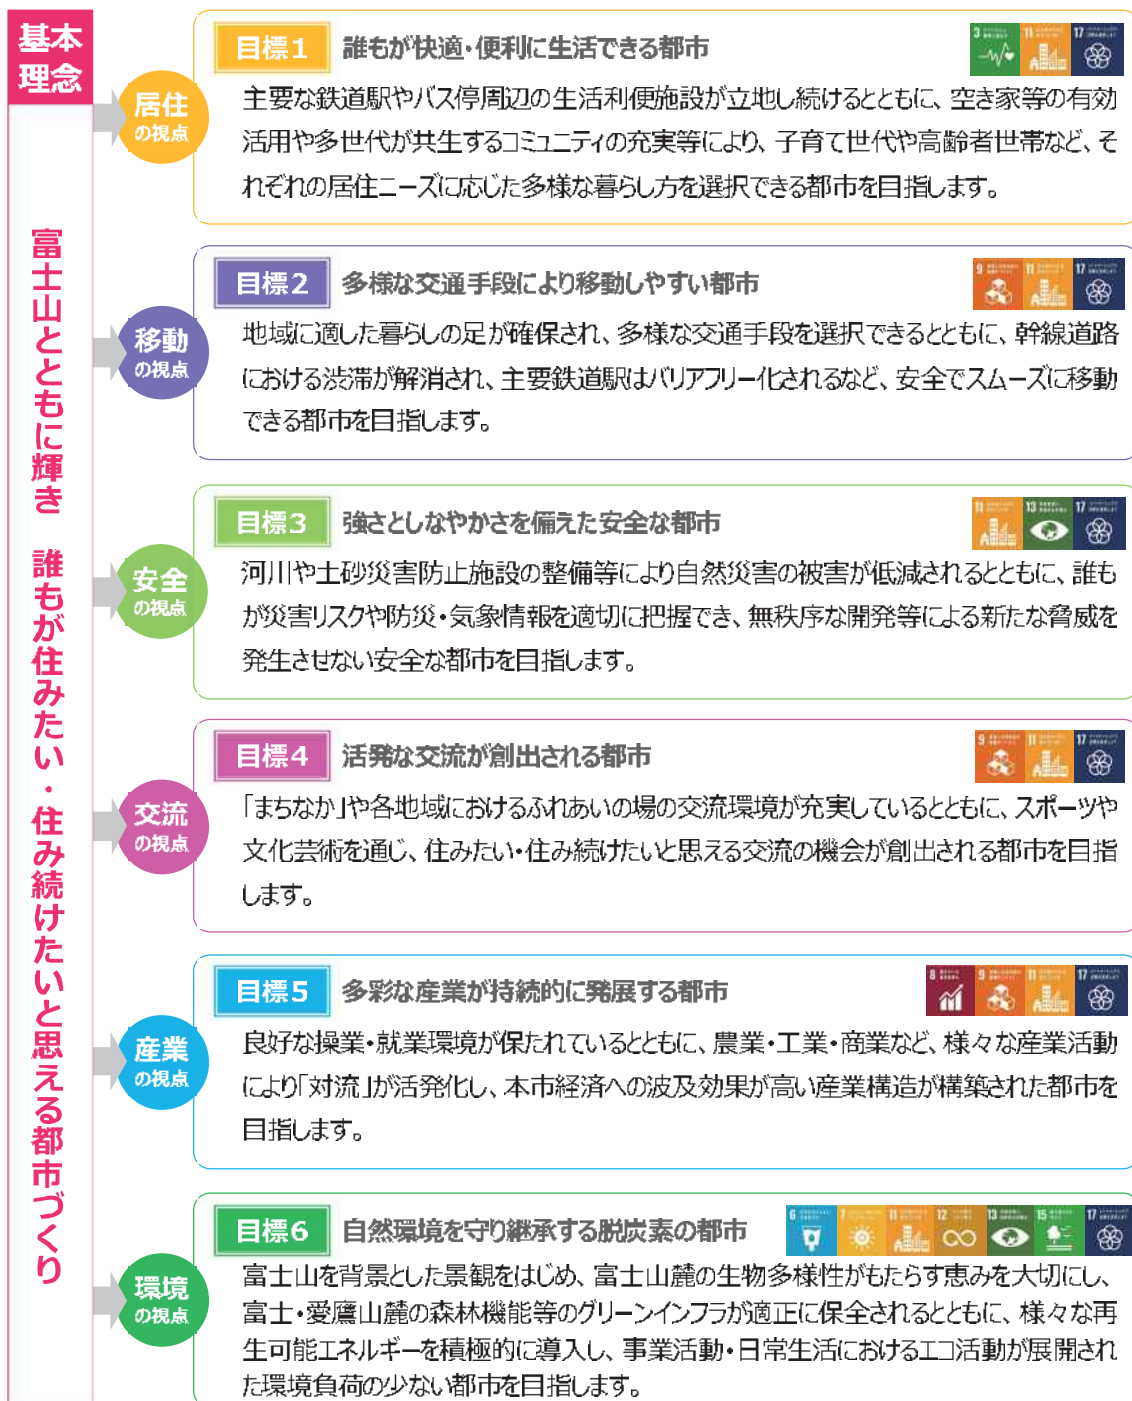 基本
理念
富士山とともに輝き　誰もが住みたい・住み続けたいと思える都市づくり
居住
の視点
目標1　誰もが快適・便利に生活できる都市
3 11 17
主要な鉄道駅やバス停周辺の生活利便施設が立地し続けるとともに、空き家等の有効
活用や多世代が共生するコミュニティの充実等により、子育て世代や高齢者世帯など、そ
れぞれの居住ニーズに応じた多様な暮らし方を選択できる都市を目指します。
移動
の視点
目標2　多様な交通手段により移動しやすい都市
9 11 17
地域に適した暮らしの足が確保され、多様な交通手段を選択できるとともに、幹線道路
における渋滞が解消され、主要鉄道駅はバリアフリー化されるなど、安全でスムーズに移動
できる都市を目指します。
安全
の視点
目標3　強さとしなやかさを備えた安全な都市
11 13 17
河川や土砂災害防止施設の整備等により自然災害の被害が低減されるとともに、誰も
が災害リスクや防災・気象情報を適切に把握でき、無秩序な開発等による新たな脅威を
発生させない安全な都市を目指します。
交流
の視点
目標4　活発な交流が創出される都市
9 11 17
「まちなか」や各地域におけるふれあいの場の交流環境が充実しているとともに、スポーツや
文化芸術を通じ、住みたい・住み続けたいと思える交流の機会が創出される都市を目指
します。
産業
の視点
目標5　多彩な産業が持続的に発展する都市
8 9 11 17
良好な操業・就業環境が保たれているとともに、農業・工業・商業など、様々な産業活動
により「対流」が活発化し、本市経済への波及効果が高い産業構造が構築された都市を
目指します。
環境
の視点
目標6　自然環境を守り継承する脱炭素の都市
6 7 11 12 13 15 17
富士山を背景とした景観をはじめ、富士山麓の生物多様性がもたらす恵みを大切にし、
富士・愛鷹山麓の森林機能等のグリーンインフラが適正に保全されるとともに、様々な再
生可能エネルギーを積極的に導入し、事業活動・日常生活におけるエコ活動が展開され
た環境負荷の少ない都市を目指します。